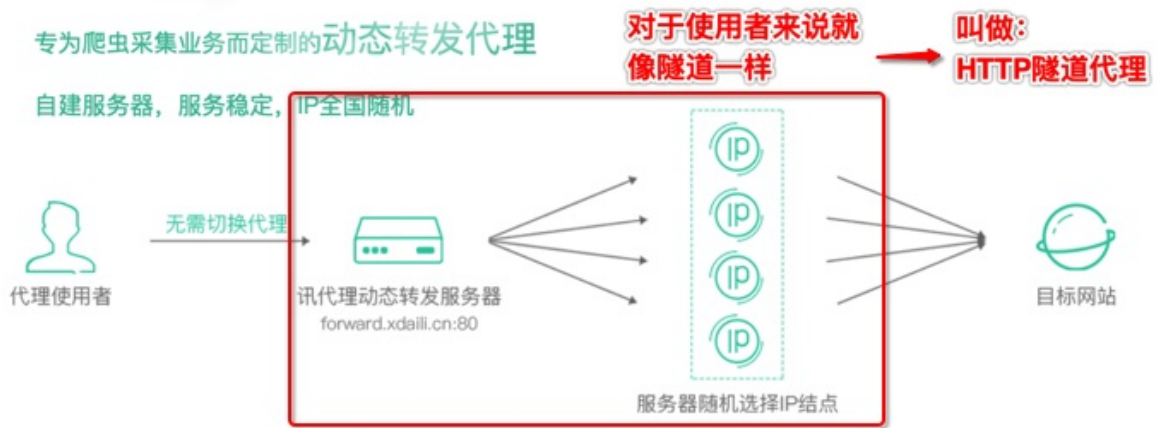 专为爬虫采集业务而定制的动态转发代理
对于使用者来说就
像隧道一样
叫做：
HTTP隧道代理
自建服务器，服务稳定，IP全国随机
无需切换代理
IP
IP
IP
IP
代理使用者
讯代理动态转发服务器
forward.xdaili.cn:80
目标网站
服务器随机选择IP结点